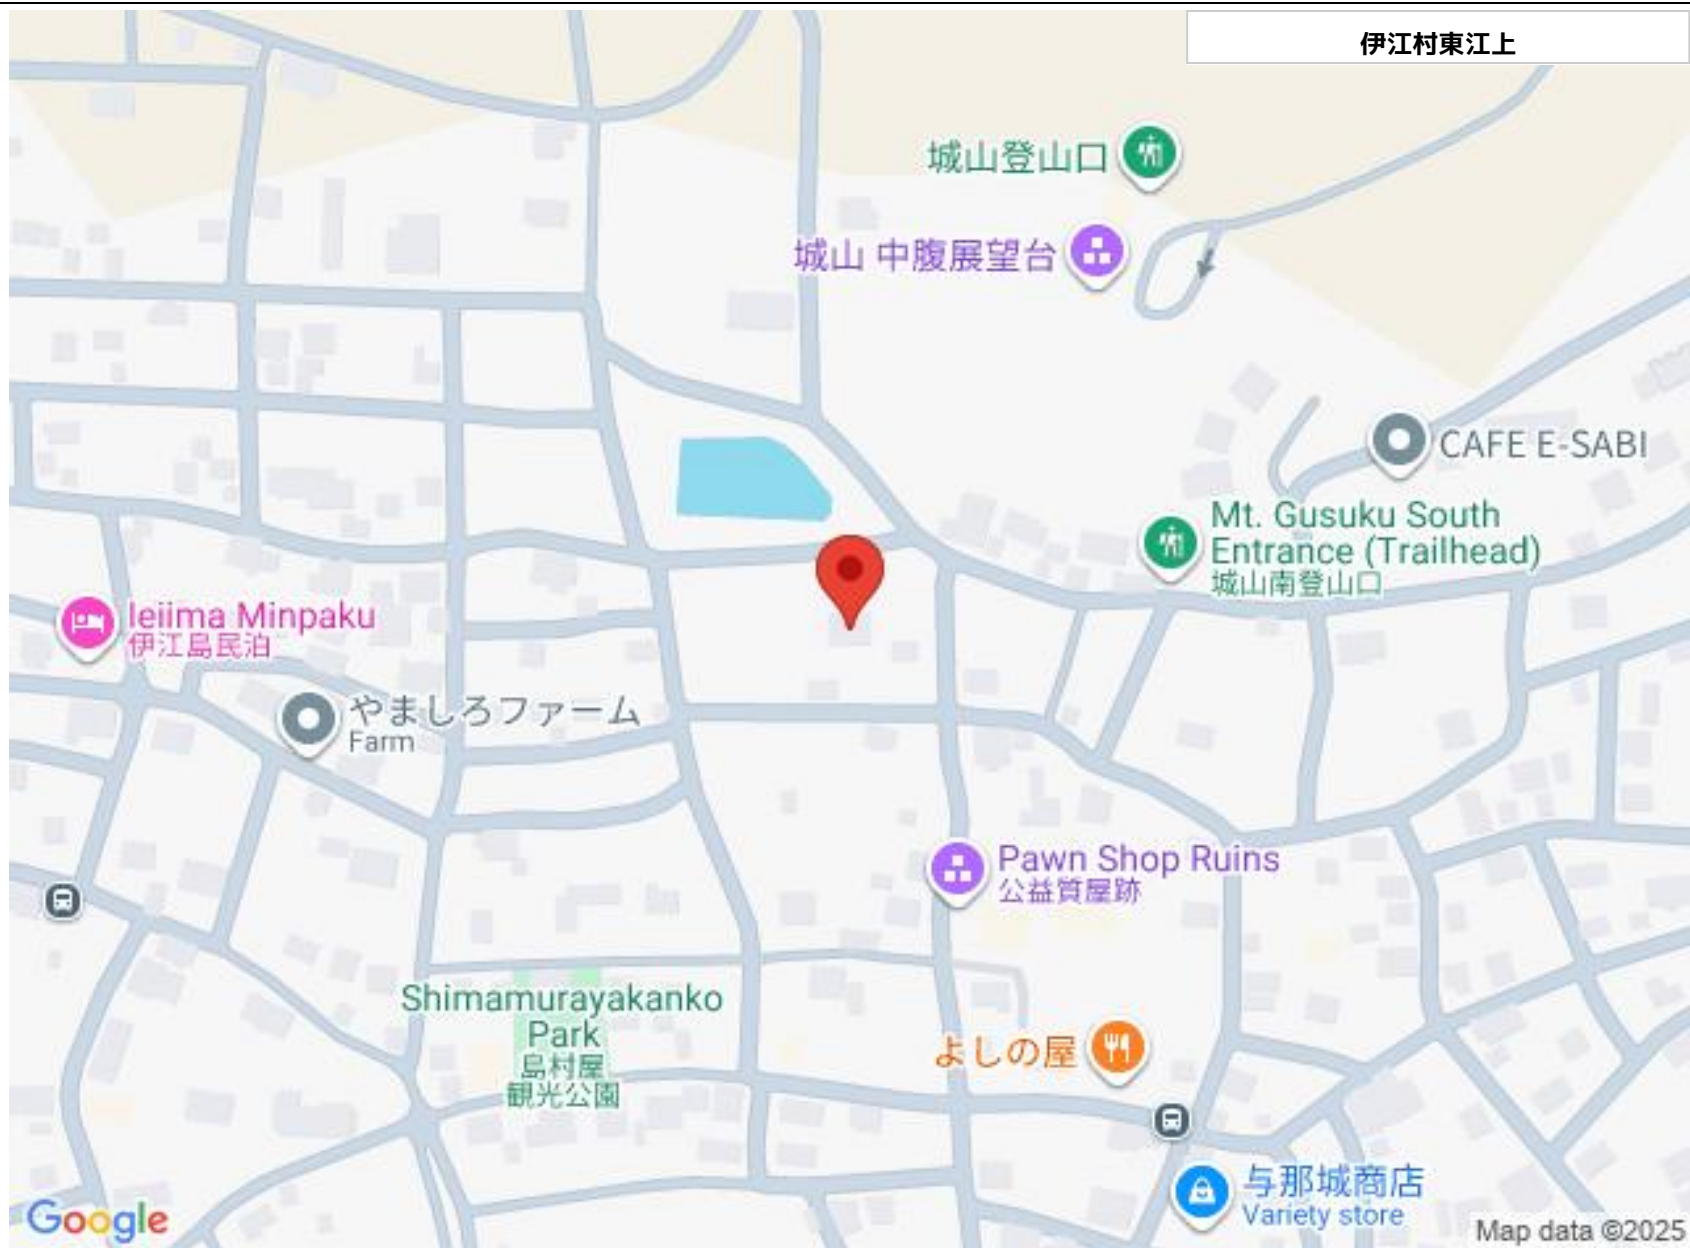 伊江村東江上
城山登山口
城山 中腹展望台
CAFE E-SABI
Mt. Gusuku South
Entrance (Trailhead)
城山南登山口
Ieiima Minpaku
伊江島民泊
やましろファーム
Farm
Pawn Shop Ruins
公益質屋跡
Shimamurayakanko
Park
島村屋
観光公園
よしの屋
与那城商店
Variety store
Google
Map data ©2025